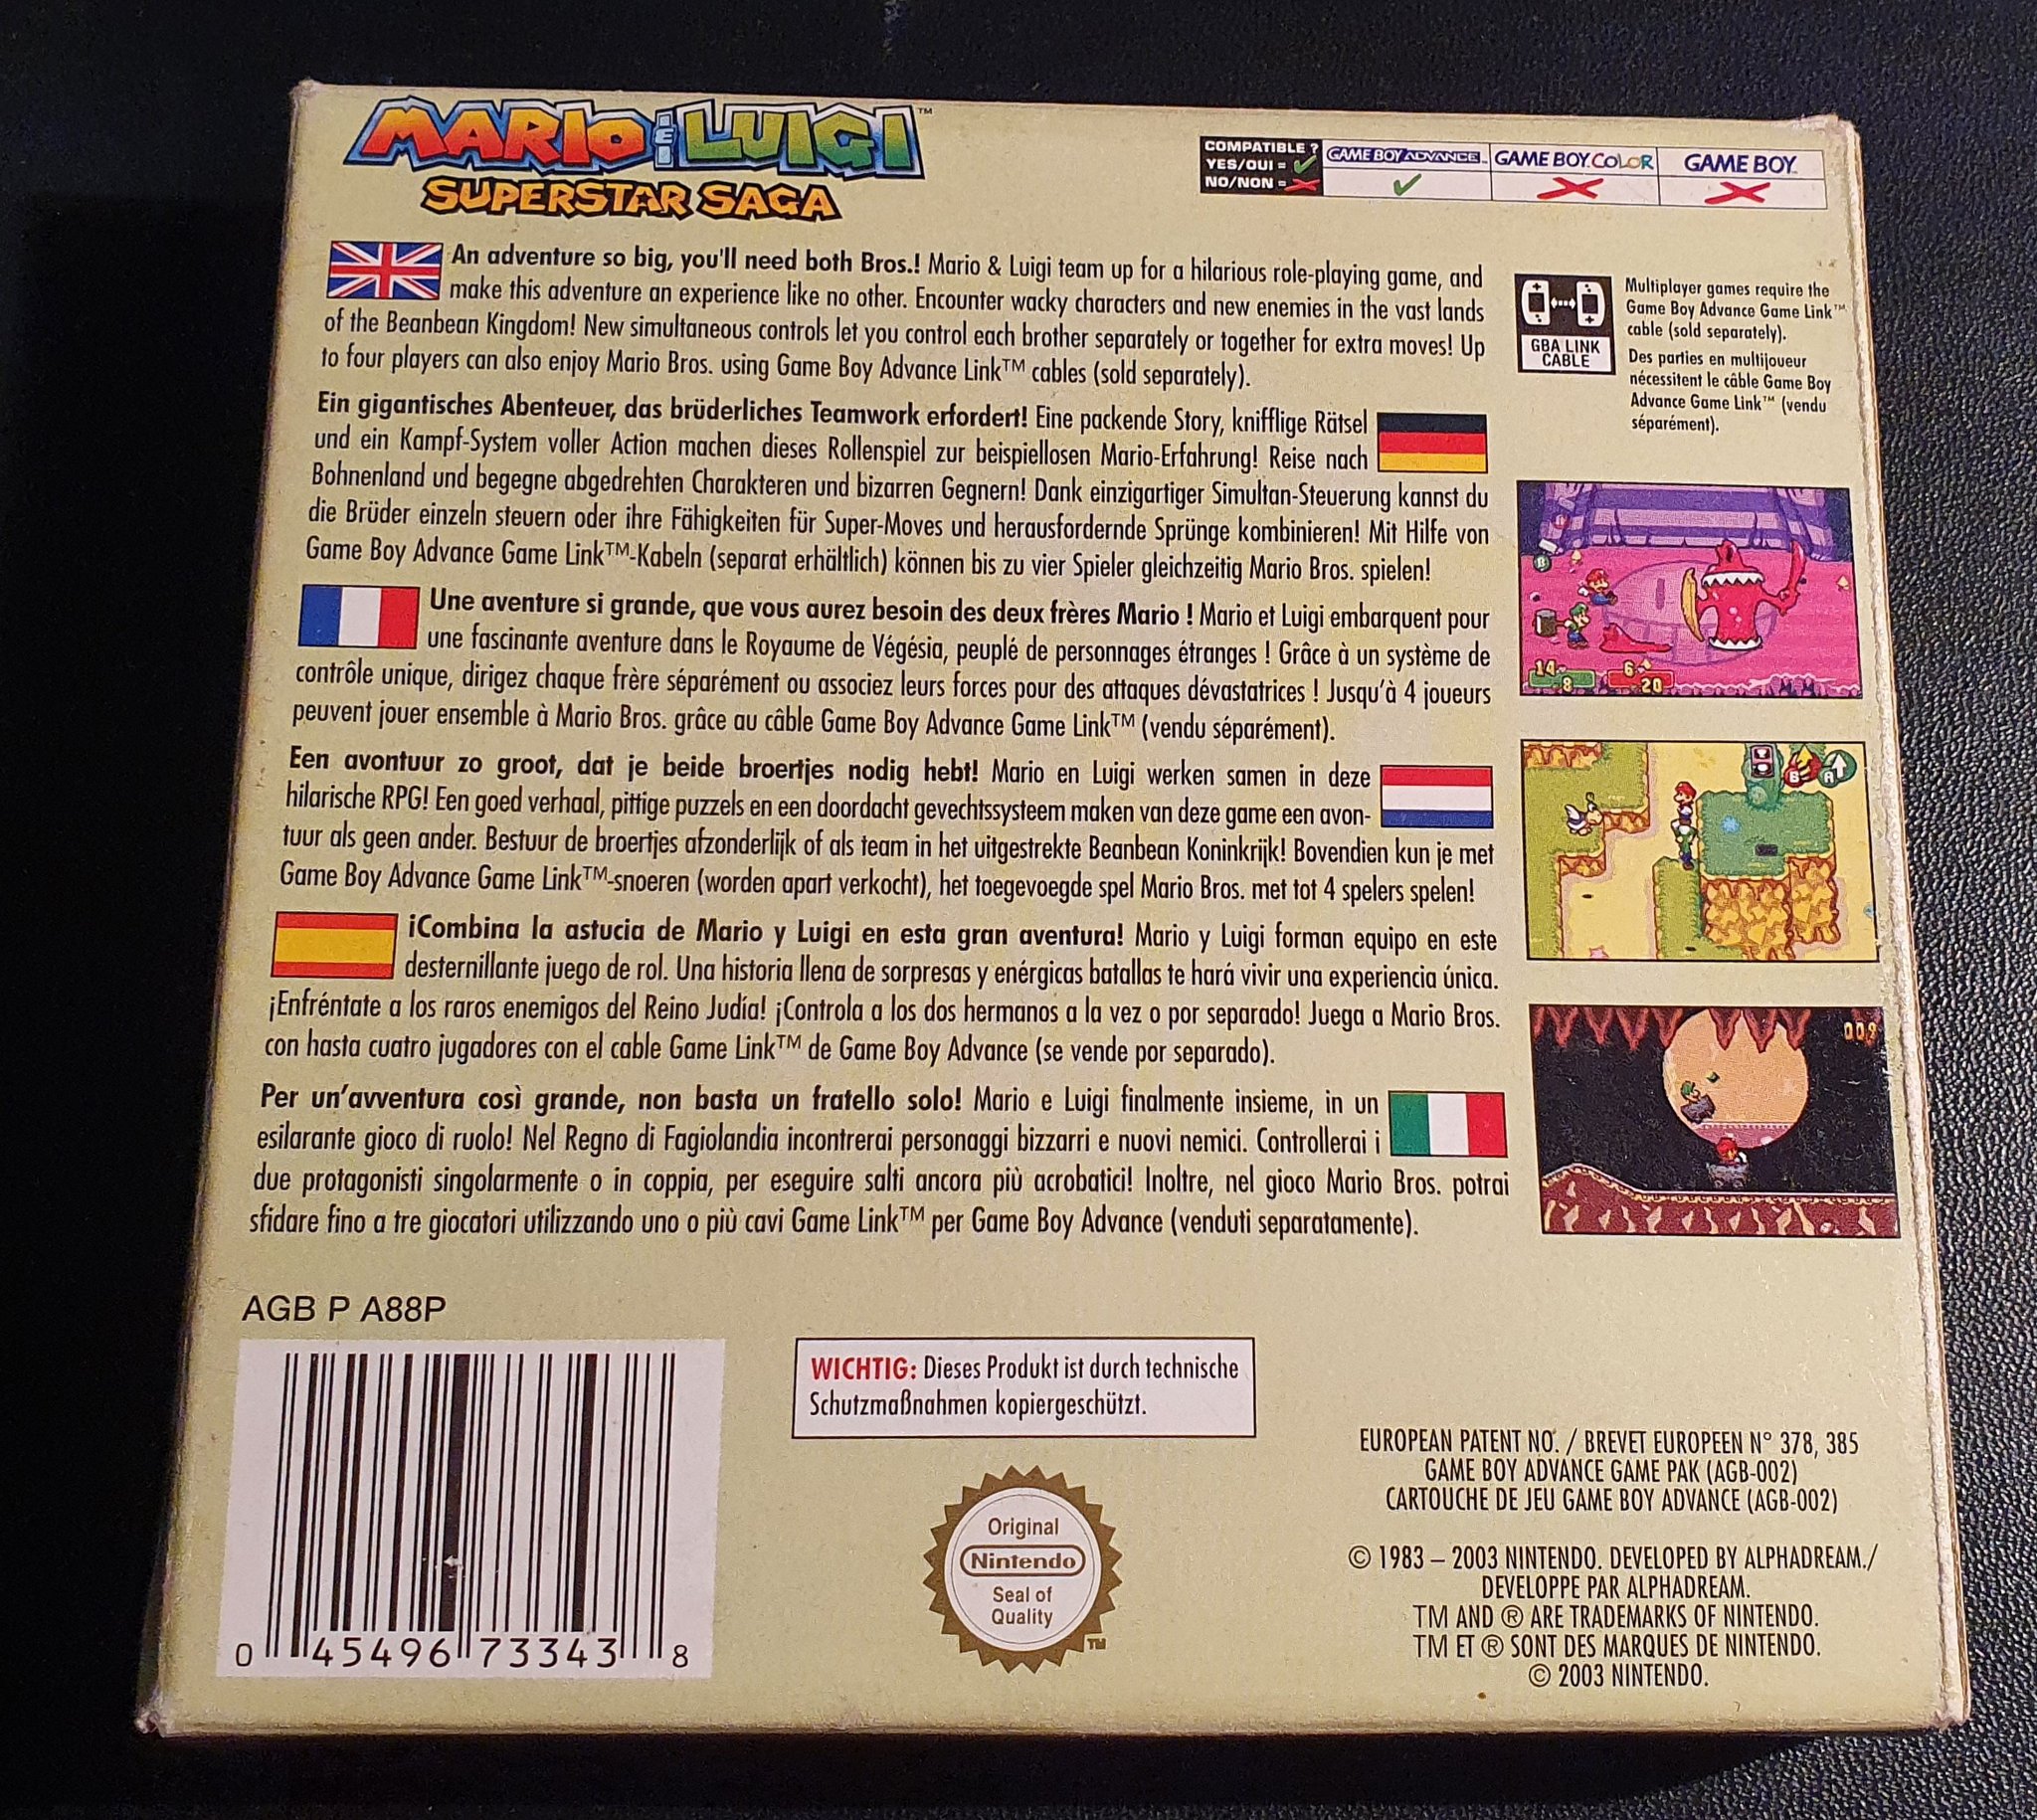 MARIO & LUIGI™
SUPERSTAR SAGA
COMPATIBLE ?
YES/OUI =
NO/NON =
GAME BOY ADVANCE™
GAME BOY COLOR
GAME BOY™
An adventure so big, you'll need both Bros.! Mario & Luigi team up for a hilarious role-playing game, and
make this adventure an experience like no other. Encounter wacky characters and new enemies in the vast lands
of the Beanbean Kingdom! New simultaneous controls let you control each brother separately or together for extra moves! Up
to four players can also enjoy Mario Bros. using Game Boy Advance Link™ cables (sold separately).
GBA LINK
CABLE
Multiplayer games require the
Game Boy Advance Game Link™
cable (sold separately).
Des parties en multijoueur
nécessitent le câble Game Boy
Advance Game Link™ (vendu
séparément).
Ein gigantisches Abenteuer, das brüderliches Teamwork erfordert! Eine packende Story, knifflige Rätsel
und ein Kampf-System voller Action machen dieses Rollenspiel zur beispiellosen Mario-Erfahrung! Reise nach
Bohnenland und begegne abgedrehten Charakteren und bizarren Gegnern! Dank einzigartiger Simultan-Steuerung kannst du
die Brüder einzeln steuern oder ihre Fähigkeiten für Super-Moves und herausfordernde Sprünge kombinieren! Mit Hilfe von
Game Boy Advance Game Link™-Kabeln (separat erhältlich) können bis zu vier Spieler gleichzeitig Mario Bros. spielen!
Une aventure si grande, que vous aurez besoin des deux frères Mario ! Mario et Luigi embarquent pour
une fascinante aventure dans le Royaume de Végésia, peuplé de personnages étranges ! Grâce à un système de
contrôle unique, dirigez chaque frère séparément ou associez leurs forces pour des attaques dévastatrices ! Jusqu'à 4 joueurs
peuvent jouer ensemble à Mario Bros. grâce au câble Game Boy Advance Game Link™ (vendu séparément).
14
8
6
20
Een avontuur zo groot, dat je beide broertjes nodig hebt! Mario en Luigi werken samen in deze
hilarische RPG! Een goed verhaal, pittige puzzels en een doordacht gevechtssysteem maken van deze game een avon-
tuur als geen ander. Bestuur de broertjes afzonderlijk of als team in het uitgestrekte Beanbean Koninkrijk! Bovendien kun je met
Game Boy Advance Game Link™-snoeren (worden apart verkocht), het toegevoegde spel Mario Bros. met tot 4 spelers spelen!
B
A
¡Combina la astucia de Mario y Luigi en esta gran aventura! Mario y Luigi forman equipo en este
desternillante juego de rol. Una historia llena de sorpresas y enérgicas batallas te hará vivir una experiencia única.
¡Enfréntate a los raros enemigos del Reino Judía! ¡Controla a los dos hermanos a la vez o por separado! Juega a Mario Bros.
con hasta cuatro jugadores con el cable Game Link™ de Game Boy Advance (se vende por separado).
009
Per un'avventura così grande, non basta un fratello solo! Mario e Luigi finalmente insieme, in un
esilarante gioco di ruolo! Nel Regno di Fagiolandia incontrerai personaggi bizzarri e nuovi nemici. Controllerai i
due protagonisti singolarmente o in coppia, per eseguire salti ancora più acrobatici! Inoltre, nel gioco Mario Bros. potrai
sfidare fino a tre giocatori utilizzando uno o più cavi Game Link™ per Game Boy Advance (venduti separatamente).
AGB P A88P
0 45496 73343 8
WICHTIG: Dieses Produkt ist durch technische
Schutzmaßnahmen kopiergeschützt.
Original
Nintendo
Seal of
Quality
TM
EUROPEAN PATENT NO. / BREVET EUROPEEN N° 378, 385
GAME BOY ADVANCE GAME PAK (AGB-002)
CARTOUCHE DE JEU GAME BOY ADVANCE (AGB-002)
© 1983 – 2003 NINTENDO. DEVELOPED BY ALPHADREAM./
DEVELOPPE PAR ALPHADREAM.
TM AND ® ARE TRADEMARKS OF NINTENDO.
TM ET ® SONT DES MARQUES DE NINTENDO.
© 2003 NINTENDO.